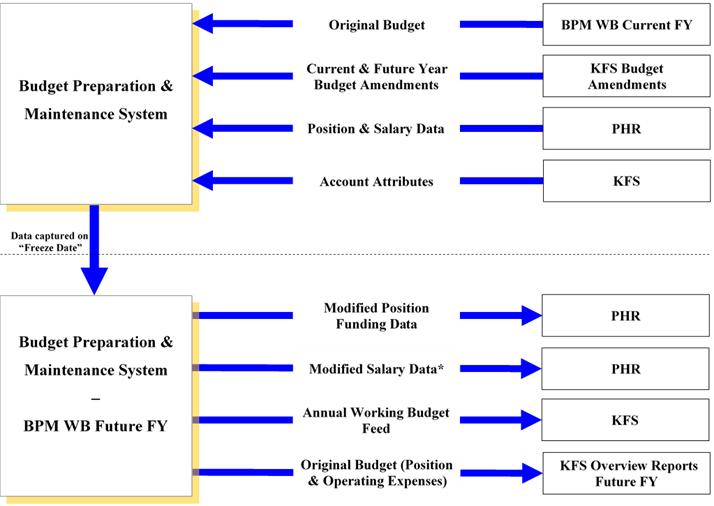 Budget Preparation &
Maintenance System
Original Budget
BPM WB Current FY
Current & Future Year
Budget Amendments
KFS Budget
Amendments
Position & Salary Data
PHR
Account Attributes
KFS
Data captured on
“Freeze Date”
Budget Preparation &
Maintenance System
–
BPM WB Future FY
Modified Position
Funding Data
PHR
Modified Salary Data*
PHR
Annual Working Budget
Feed
KFS
Original Budget (Position
& Operating Expenses)
KFS Overview Reports
Future FY